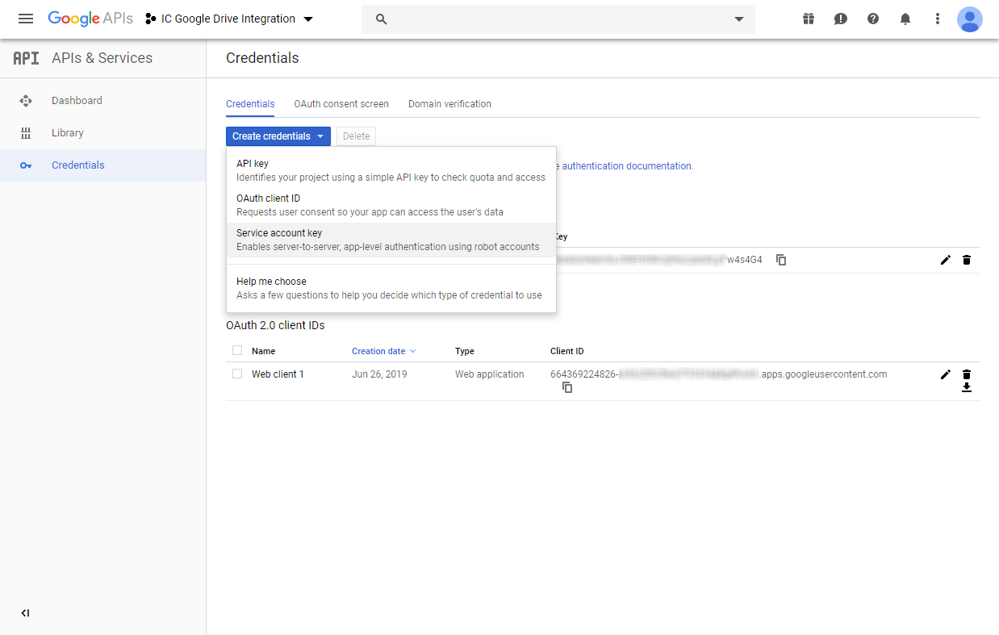 Google APIs IC Google Drive Integration
API APIs & Services
Credentials
Dashboard
Library
Credentials
Credentials OAuth consent screen Domain verification
Create credentials Delete
API key
Identifies your project using a simple API key to check quota and access
authentication documentation.
OAuth client ID
Requests user consent so your app can access the user's data
Service account key
Enables server-to-server, app-level authentication using robot accounts
Key
w4s4G4
Help me choose
Asks a few questions to help you decide which type of credential to use
OAuth 2.0 client IDs
Name Creation date Type Client ID
Web client 1 Jun 26, 2019 Web application 664369224826- .apps.googleusercontent.com